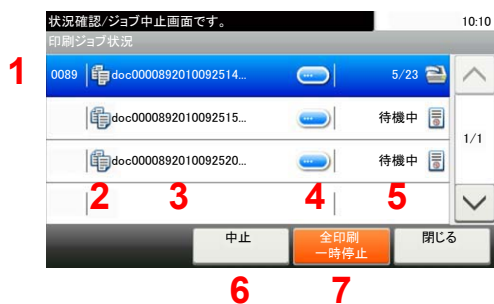 状況確認/ジョブ中止画面です。 10:10
印刷ジョブ状況
1 0089 doc0000892010092514... ... 5/23
doc0000892010092515... ... 待機中
1/1
doc0000892010092520... ... 待機中
2 3 4 5
中止 全印刷 一時停止 閉じる
6 7